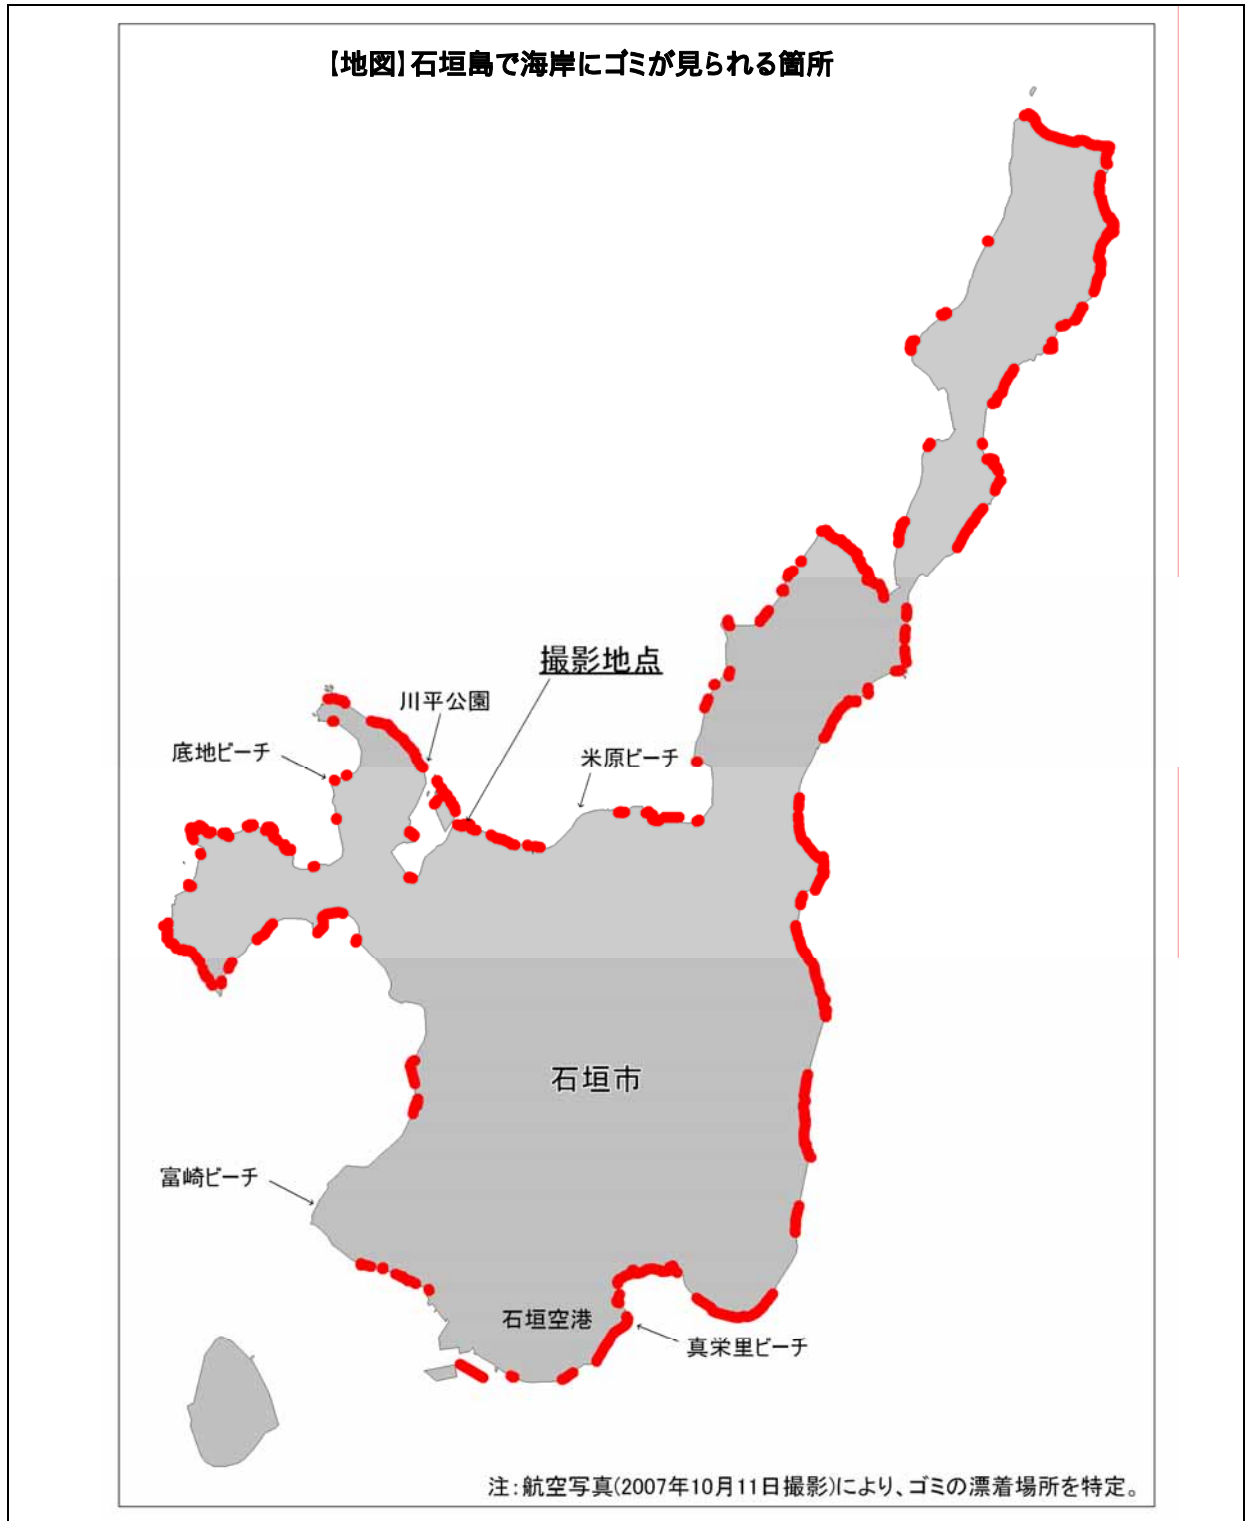 【地図】石垣島で海岸にゴミが見られる箇所
撮影地点
川平公園
底地ビーチ
米原ビーチ
石垣市
富崎ビーチ
石垣空港
真栄里ビーチ
注：航空写真(2007年10月11日撮影)により、ゴミの漂着場所を特定。